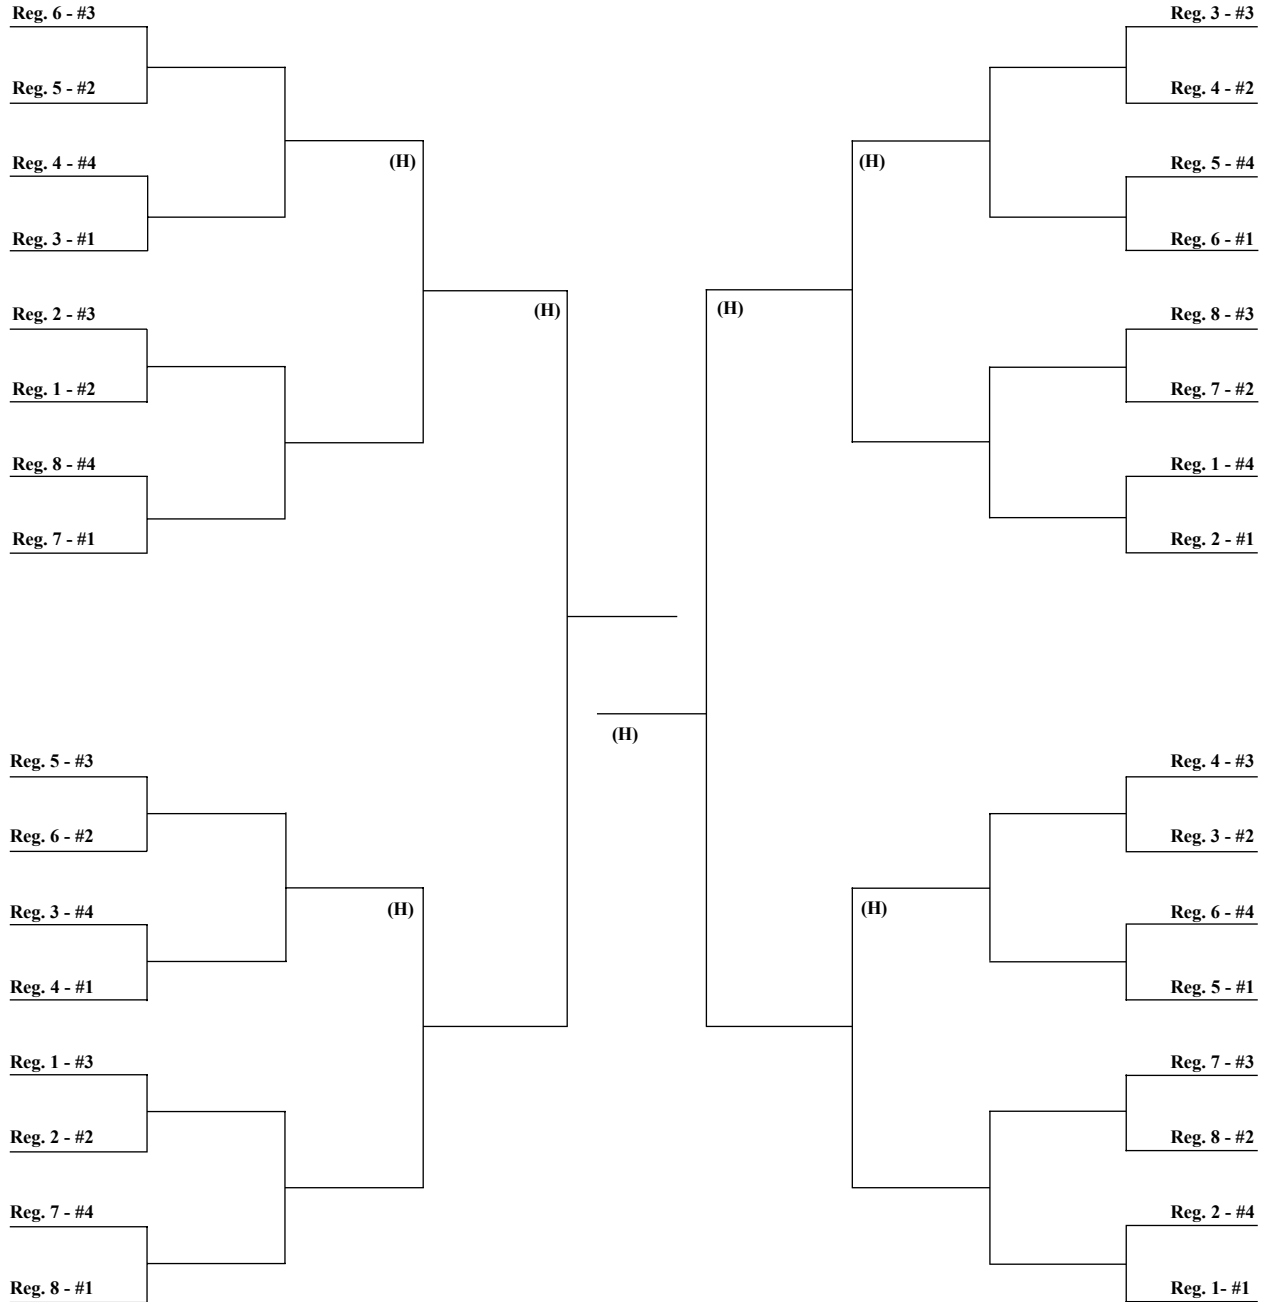 Reg. 6 - #3
Reg. 5 - #2
Reg. 4 - #4
(H)
Reg. 3 - #1
(H)
Reg. 2 - #3
Reg. 1 - #2
Reg. 8 - #4
Reg. 7 - #1
Reg. 5 - #3
Reg. 6 - #2
Reg. 3 - #4
(H)
Reg. 4 - #1
Reg. 1 - #3
Reg. 2 - #2
Reg. 7 - #4
Reg. 8 - #1
(H)
Reg. 3 - #3
Reg. 4 - #2
(H)
Reg. 5 - #4
Reg. 6 - #1
(H)
Reg. 8 - #3
Reg. 7 - #2
Reg. 1 - #4
Reg. 2 - #1
Reg. 4 - #3
Reg. 3 - #2
(H)
Reg. 6 - #4
Reg. 5 - #1
Reg. 7 - #3
Reg. 8 - #2
Reg. 2 - #4
Reg. 1- #1